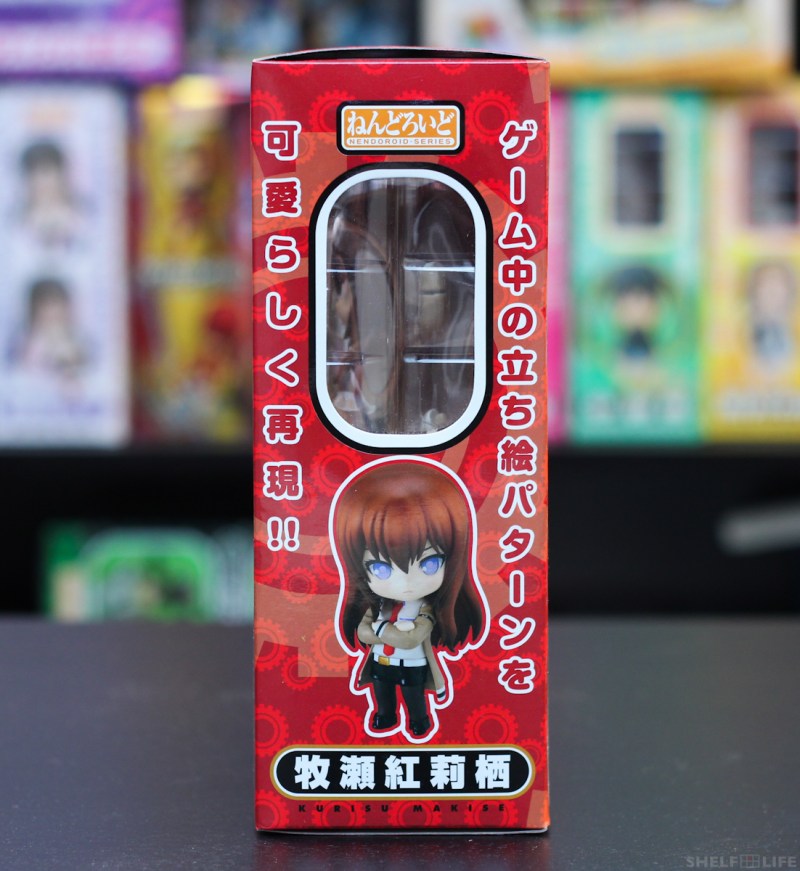 ねんどろいど
NENDOROID-SERIES
ゲーム中の立ち絵パターンを
可愛らしく再現!!
牧瀬紅莉栖
KURISU MAKISE
SHELF LIFE